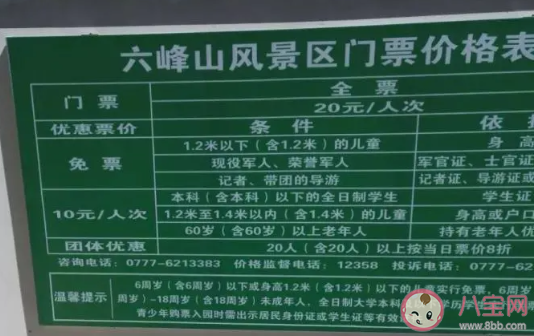 六峰山风景区门票价格表
门票 全票
20元/人次
优惠票价 条件
免票 1.2米以下（含1.2米）的儿童 身高
现役军人、荣誉军人 军官证、士官证
记者、带团的导游 记者证、导游证或
10元/人次 本科（含本科）以下的全日制学生 学生证
1.2米至1.4米以内（含1.4米）的儿童 身高或户口
60岁（含60岁）以上老年人 持有老年人优
团体优惠 20人（含20人）以上按当日票价8折
咨询电话：0777-6213383 价格监督电话：12358 投诉电话：0777-6
温馨提示 6周岁（含6周岁）以下或身高1.2米（含1.2米）以下的儿童实行免票，6周岁
周岁）~18周岁（含18周岁）未成年人、全日制大学本科
青少年购票入园时需出示居民身份证或学生证等有效
八宝网
www.8bb.com